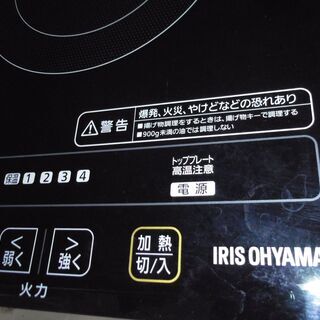 ⚠警告
爆発、火災、やけどなどの恐れあり
■揚げ物調理をするときは、揚げ物キーで調理する
■900g未満の油では調理しない
保温 1 2 3 4
トッププレート
高温注意
電源
< 弱く
> 強く
火力
加熱
切/入
IRIS OHYAMA